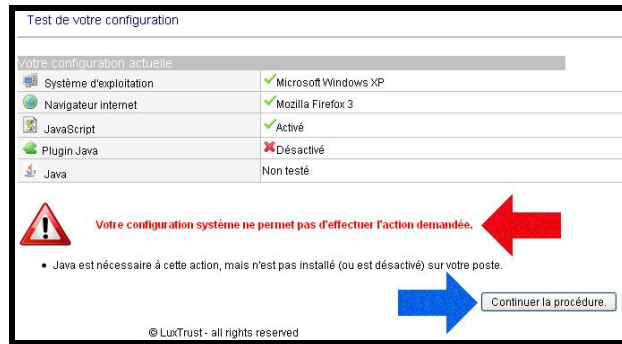 Test de votre configuration
Votre configuration actuelle
Système d'exploitation Microsoft Windows XP
Navigateur internet Mozilla Firefox 3
JavaScript Activé
Plugin Java Désactivé
Java Non testé
Votre configuration système ne permet pas d'effectuer l'action demandée.
• Java est nécessaire à cette action, mais n'est pas installé (ou est désactivé) sur votre poste.
Continuer la procédure.
© LuxTrust - all rights reserved